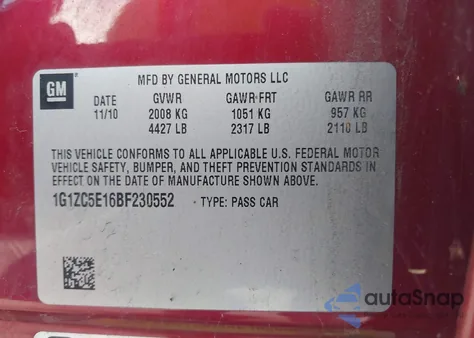 GM
MFD BY GENERAL MOTORS LLC
DATE GVWR GAWR FRT GAWR RR
11/10 2008 KG 1051 KG 957 KG
4427 LB 2317 LB 2110 LB
THIS VEHICLE CONFORMS TO ALL APPLICABLE U.S. FEDERAL MOTOR
VEHICLE SAFETY, BUMPER, AND THEFT PREVENTION STANDARDS IN
EFFECT ON THE DATE OF MANUFACTURE SHOWN ABOVE.
1G1ZC5E16BF230552 • TYPE: PASS CAR
autoSnap